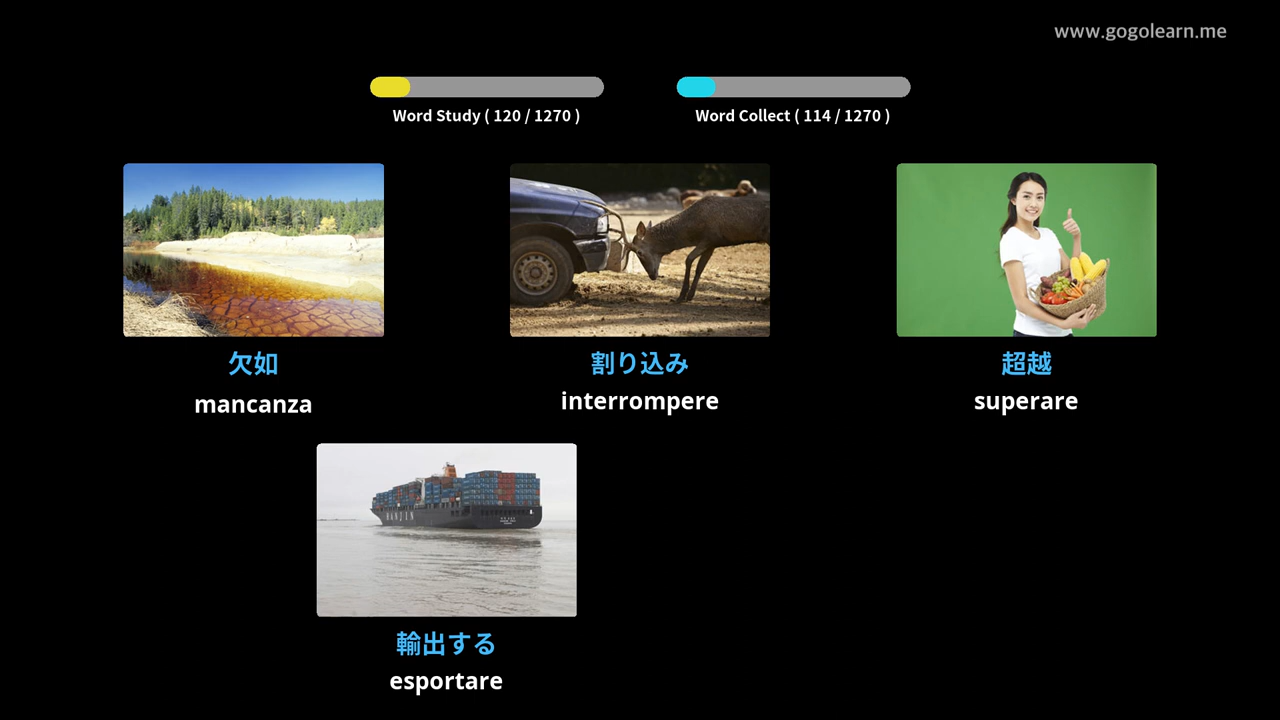 www.gogolearn.me
Word Study ( 120 / 1270 )
Word Collect ( 114 / 1270 )
欠如
mancanza
割り込み
interrompere
超越
superare
HANJIN
輸出する
esportare